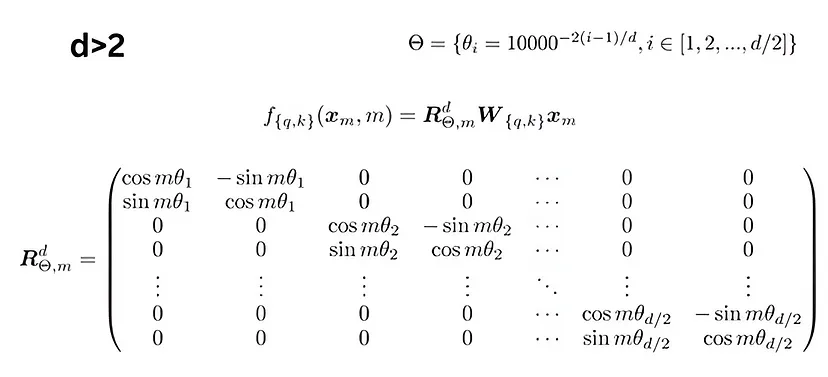 d>2
Θ = {θ_i = 10000^{−2(i−1)/d}, i ∈ [1, 2, ..., d/2]}
f_{\{q,k\}}(x_m, m) = R^d_{Θ,m} W_{\{q,k\}} x_m
cos mθ_1 − sin mθ_1 0 0 ⋯ 0 0
sin mθ_1 cos mθ_1 0 0 ⋯ 0 0
0 0 cos mθ_2 − sin mθ_2 ⋯ 0 0
0 0 sin mθ_2 cos mθ_2 ⋯ 0 0
R^d_{Θ,m} = ⋮ ⋮ ⋮ ⋮ ⋱ ⋮ ⋮
0 0 0 0 ⋯ cos mθ_{d/2} − sin mθ_{d/2}
0 0 0 0 ⋯ sin mθ_{d/2} cos mθ_{d/2}